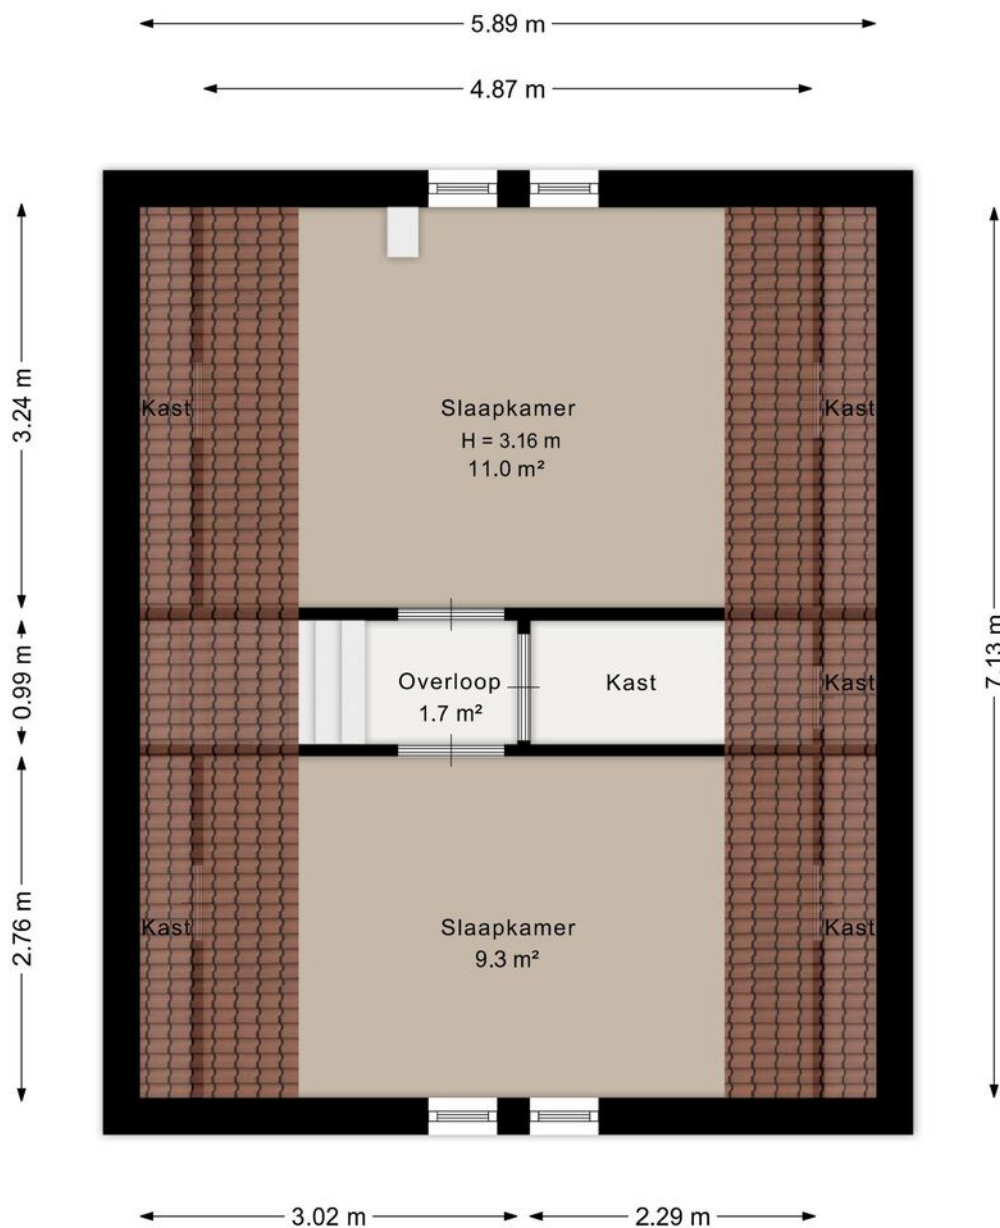 5.89 m
4.87 m
3.24 m
Kast
Slaapkamer
H = 3.16 m
11.0 m²
Kast
0.99 m
Overloop
1.7 m²
Kast
Kast
7.13 m
2.76 m
Kast
Slaapkamer
9.3 m²
Kast
3.02 m
2.29 m